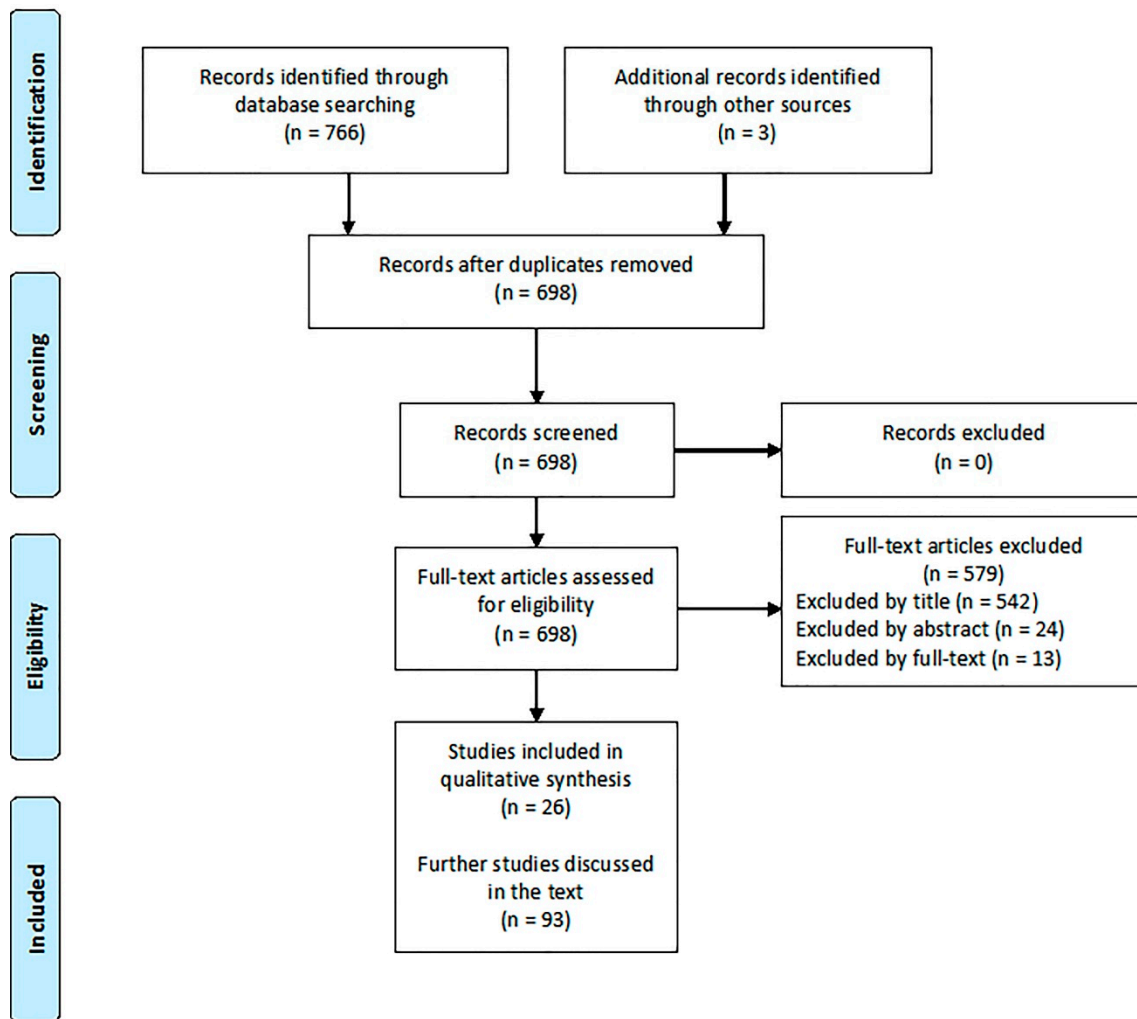 Identification
Records identified through
database searching
(n = 766)
Additional records identified
through other sources
(n = 3)
Records after duplicates removed
(n = 698)
Screening
Records screened
(n = 698)
Records excluded
(n = 0)
Eligibility
Full-text articles assessed
for eligibility
(n = 698)
Full-text articles excluded
(n = 579)
Excluded by title (n = 542)
Excluded by abstract (n = 24)
Excluded by full-text (n = 13)
Included
Studies included in
qualitative synthesis
(n = 26)
Further studies discussed
in the text
(n = 93)